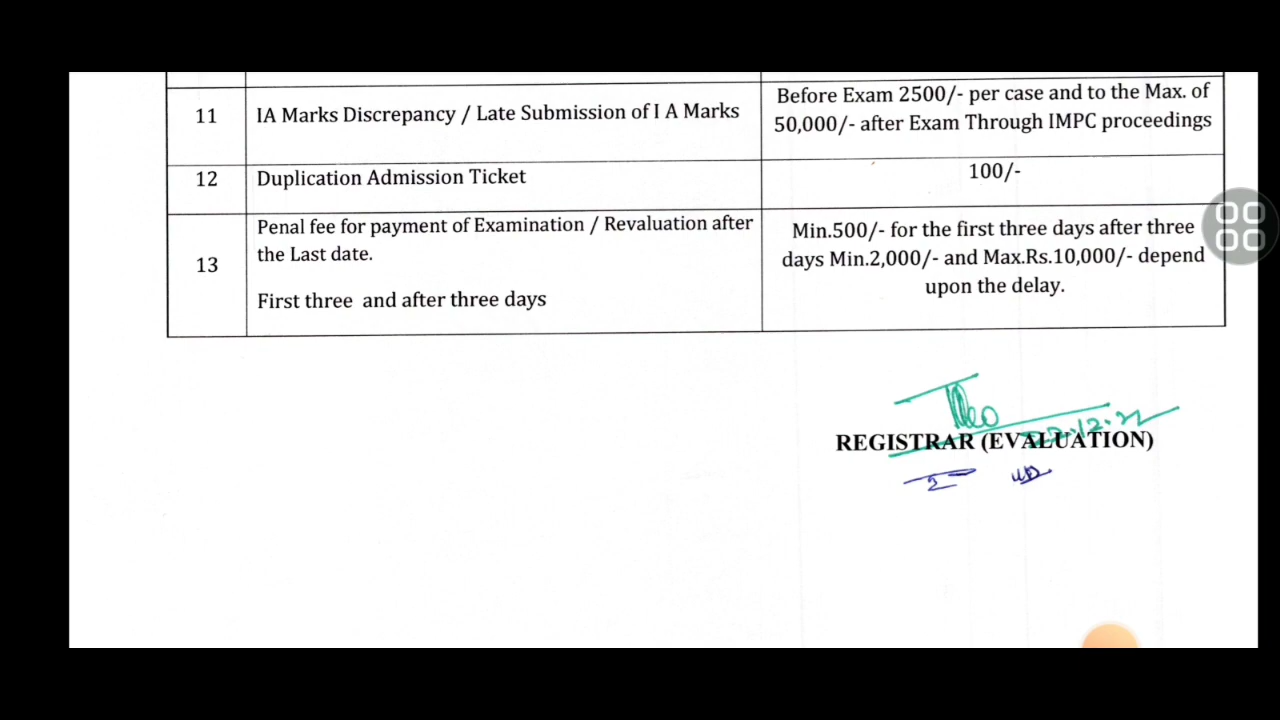 11
IA Marks Discrepancy / Late Submission of I A Marks
Before Exam 2500/- per case and to the Max. of
50,000/- after Exam Through IMPC proceedings
12
Duplication Admission Ticket
100/-
13
Penal fee for payment of Examination / Revaluation after
the Last date.
First three and after three days
Min.500/- for the first three days after three
days Min.2,000/- and Max.Rs.10,000/- depend
upon the delay.
REGISTRAR (EVALUATION)